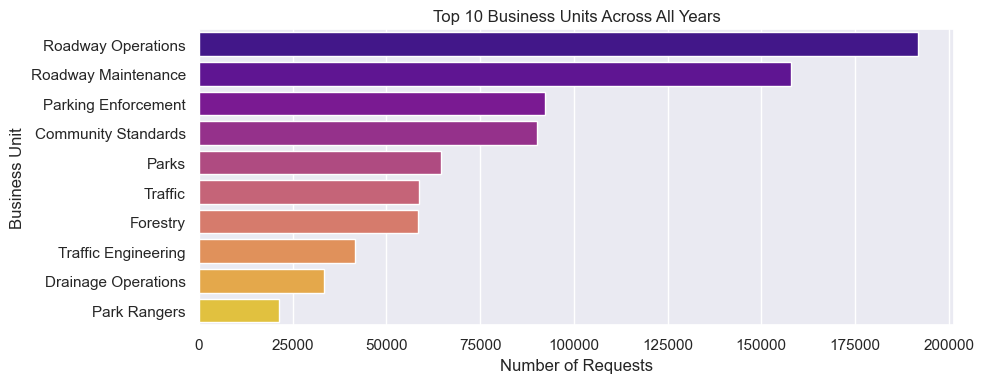 Top 10 Business Units Across All Years
Business Unit
Roadway Operations
Roadway Maintenance
Parking Enforcement
Community Standards
Parks
Traffic
Forestry
Traffic Engineering
Drainage Operations
Park Rangers
0 25000 50000 75000 100000 125000 150000 175000 200000
Number of Requests